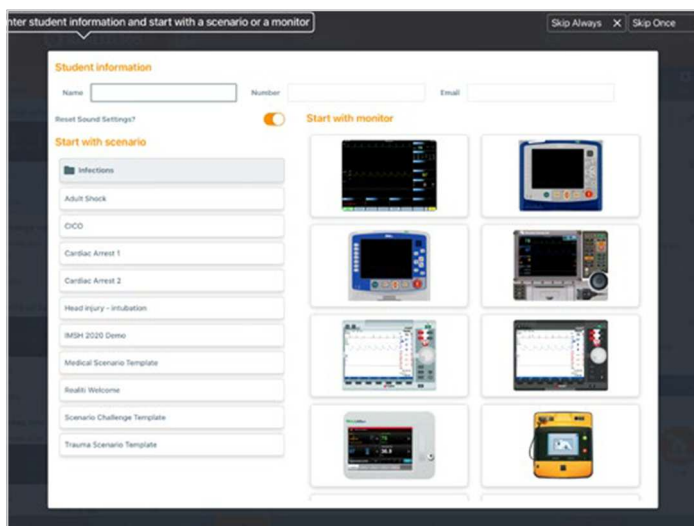 nter student information and start with a scenario or a monitor
Skip Always X Skip Once
Student information
Name Number Email
Reset Sound Settings?
Start with monitor
Start with scenario
Infections
Adult Shock
CICO
Cardiac Arrest 1
Cardiac Arrest 2
Head injury - intubation
IMSH 2020 Demo
Medical Scenario Template
Realiti Welcome
Scenario Challenge Template
Trauma Scenario Template